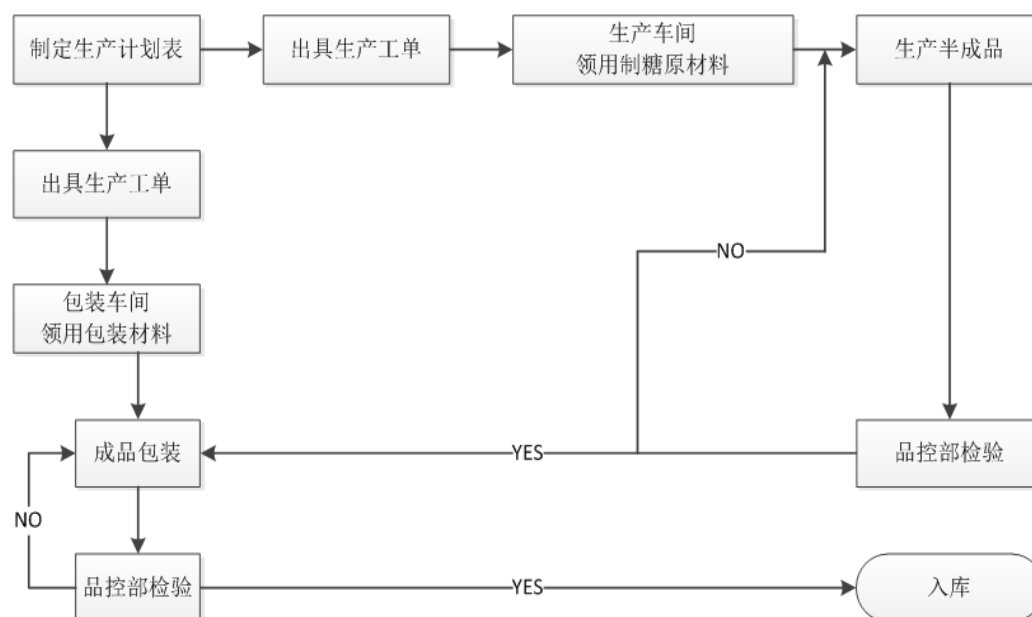 制定生产计划表
出具生产工单
生产车间
领用制糖原材料
生产半成品
出具生产工单
NO
包装车间
领用包装材料
成品包装
YES
品控部检验
NO
品控部检验
YES
入库